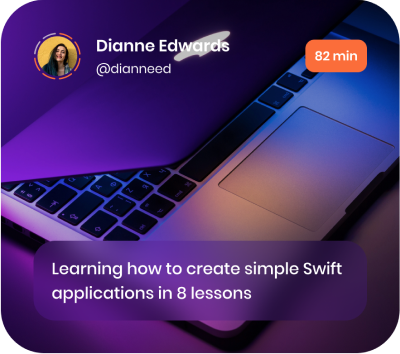 Dianne Edwards
@dianneed
82 min
Learning how to create simple Swift
applications in 8 lessons